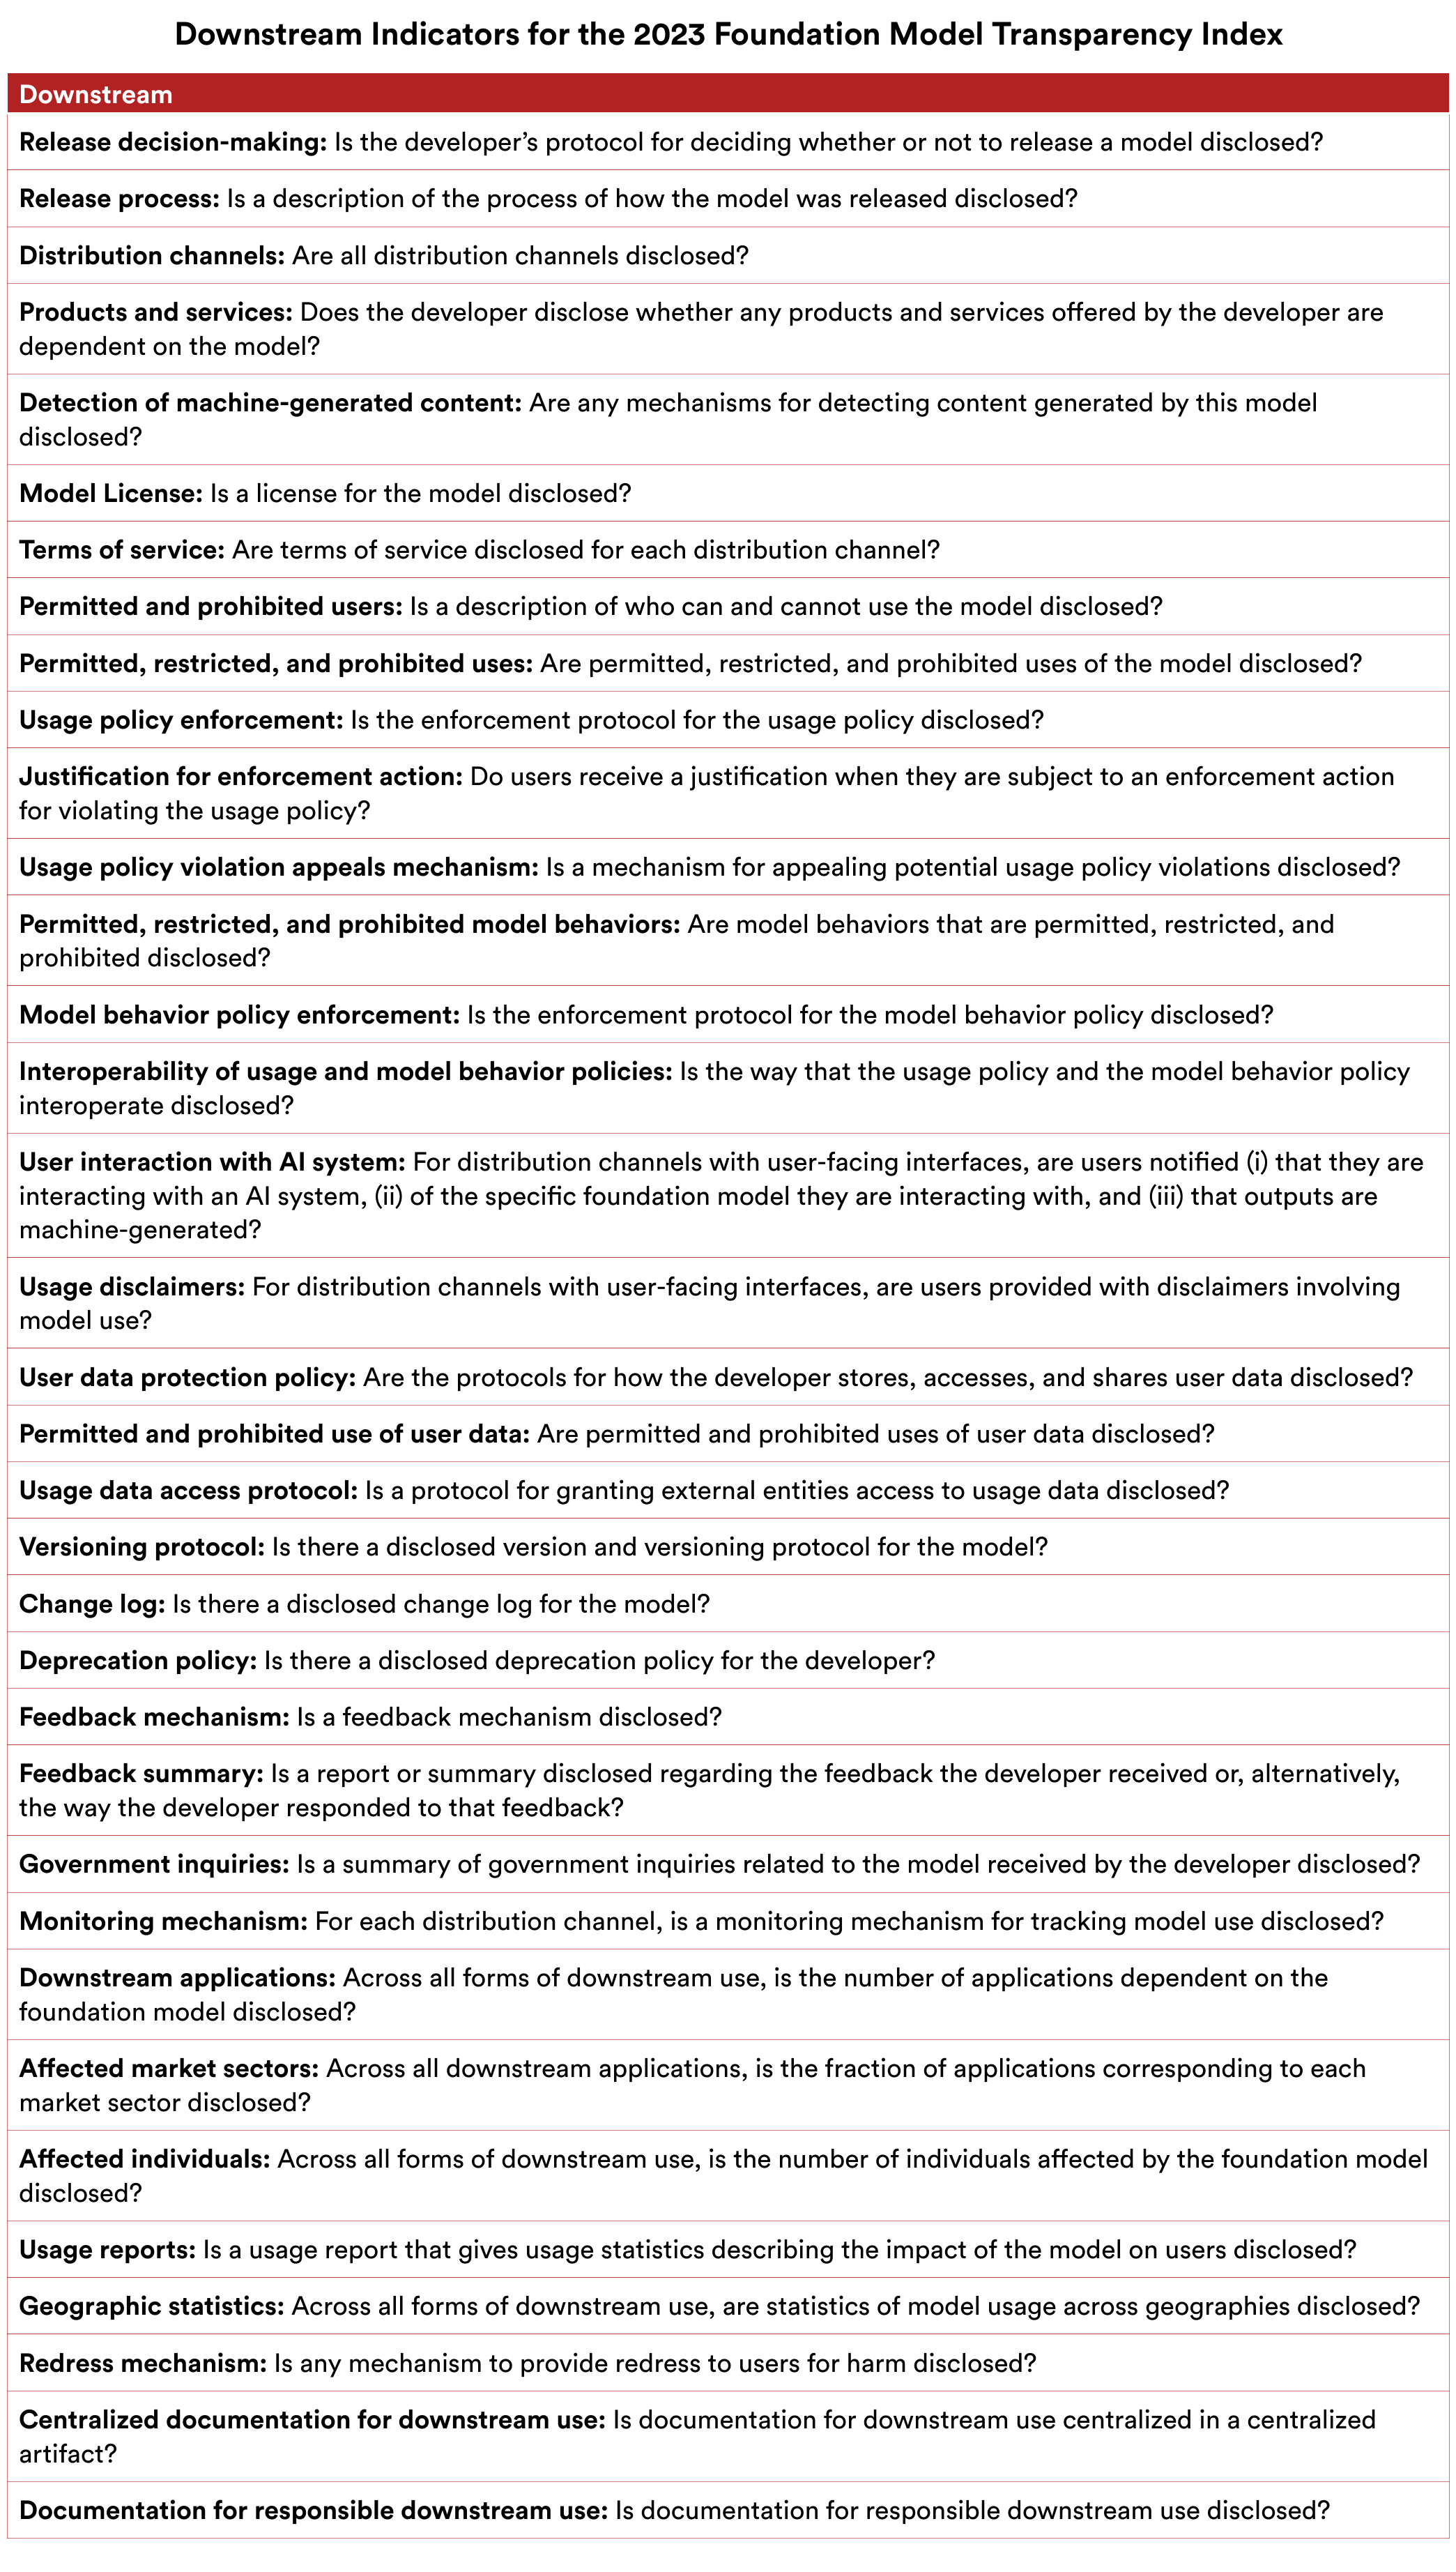 Downstream Indicators for the 2023 Foundation Model Transparency Index
Downstream
Release decision-making: Is the developer’s protocol for deciding whether or not to release a model disclosed?
Release process: Is a description of the process of how the model was released disclosed?
Distribution channels: Are all distribution channels disclosed?
Products and services: Does the developer disclose whether any products and services offered by the developer are
dependent on the model?
Detection of machine-generated content: Are any mechanisms for detecting content generated by this model
disclosed?
Model License: Is a license for the model disclosed?
Terms of service: Are terms of service disclosed for each distribution channel?
Permitted and prohibited users: Is a description of who can and cannot use the model disclosed?
Permitted, restricted, and prohibited uses: Are permitted, restricted, and prohibited uses of the model disclosed?
Usage policy enforcement: Is the enforcement protocol for the usage policy disclosed?
Justification for enforcement action: Do users receive a justification when they are subject to an enforcement action
for violating the usage policy?
Usage policy violation appeals mechanism: Is a mechanism for appealing potential usage policy violations disclosed?
Permitted, restricted, and prohibited model behaviors: Are model behaviors that are permitted, restricted, and
prohibited disclosed?
Model behavior policy enforcement: Is the enforcement protocol for the model behavior policy disclosed?
Interoperability of usage and model behavior policies: Is the way that the usage policy and the model behavior policy
interoperate disclosed?
User interaction with AI system: For distribution channels with user-facing interfaces, are users notified (i) that they are
interacting with an AI system, (ii) of the specific foundation model they are interacting with, and (iii) that outputs are
machine-generated?
Usage disclaimers: For distribution channels with user-facing interfaces, are users provided with disclaimers involving
model use?
User data protection policy: Are the protocols for how the developer stores, accesses, and shares user data disclosed?
Permitted and prohibited use of user data: Are permitted and prohibited uses of user data disclosed?
Usage data access protocol: Is a protocol for granting external entities access to usage data disclosed?
Versioning protocol: Is there a disclosed version and versioning protocol for the model?
Change log: Is there a disclosed change log for the model?
Deprecation policy: Is there a disclosed deprecation policy for the developer?
Feedback mechanism: Is a feedback mechanism disclosed?
Feedback summary: Is a report or summary disclosed regarding the feedback the developer received or, alternatively,
the way the developer responded to that feedback?
Government inquiries: Is a summary of government inquiries related to the model received by the developer disclosed?
Monitoring mechanism: For each distribution channel, is a monitoring mechanism for tracking model use disclosed?
Downstream applications: Across all forms of downstream use, is the number of applications dependent on the
foundation model disclosed?
Affected market sectors: Across all downstream applications, is the fraction of applications corresponding to each
market sector disclosed?
Affected individuals: Across all forms of downstream use, is the number of individuals affected by the foundation model
disclosed?
Usage reports: Is a usage report that gives usage statistics describing the impact of the model on users disclosed?
Geographic statistics: Across all forms of downstream use, are statistics of model usage across geographies disclosed?
Redress mechanism: Is any mechanism to provide redress to users for harm disclosed?
Centralized documentation for downstream use: Is documentation for downstream use centralized in a centralized
artifact?
Documentation for responsible downstream use: Is documentation for responsible downstream use disclosed?